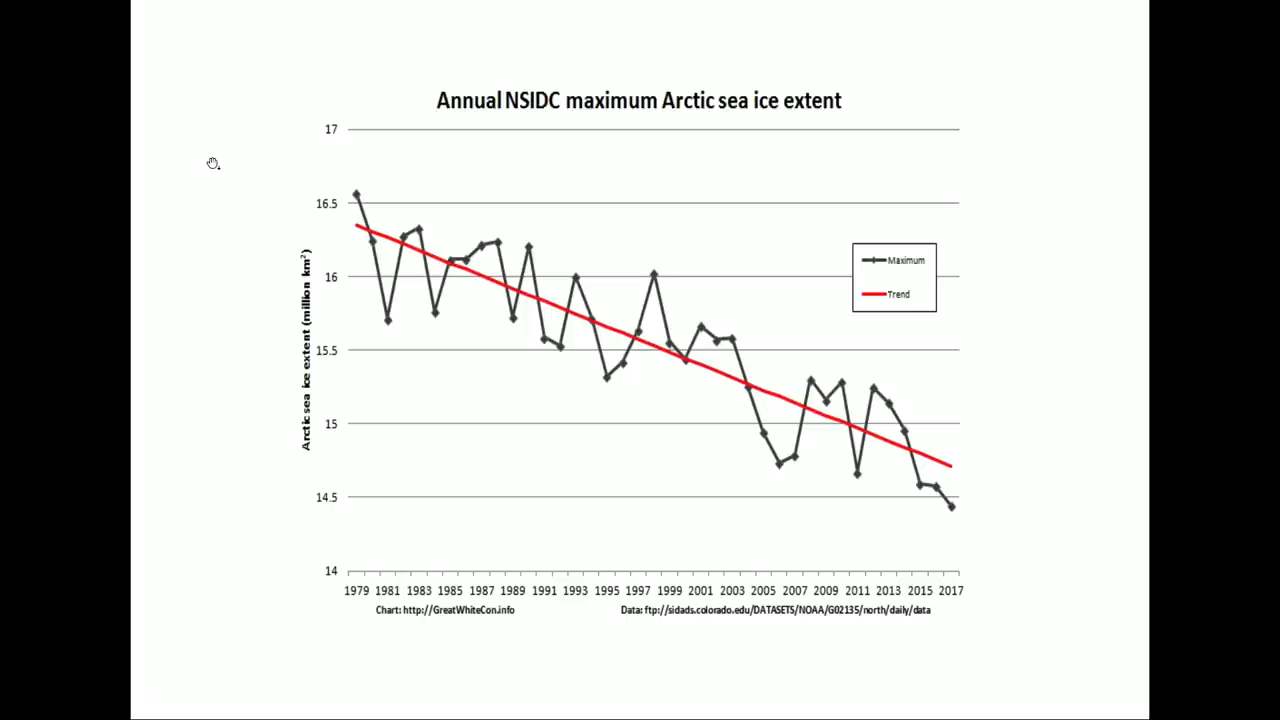 Annual NSIDC maximum Arctic sea ice extent
17
16.5
16
15.5
15
14.5
14
Arctic sea ice extent (million km²)
Maximum
Trend
1979 1981 1983 1985 1987 1989 1991 1993 1995 1997 1999 2001 2003 2005 2007 2009 2011 2013 2015 2017
Chart: http://GreatWhiteCon.info
Data: ftp://sidads.colorado.edu/DATASETS/NOAA/G02135/north/daily/data